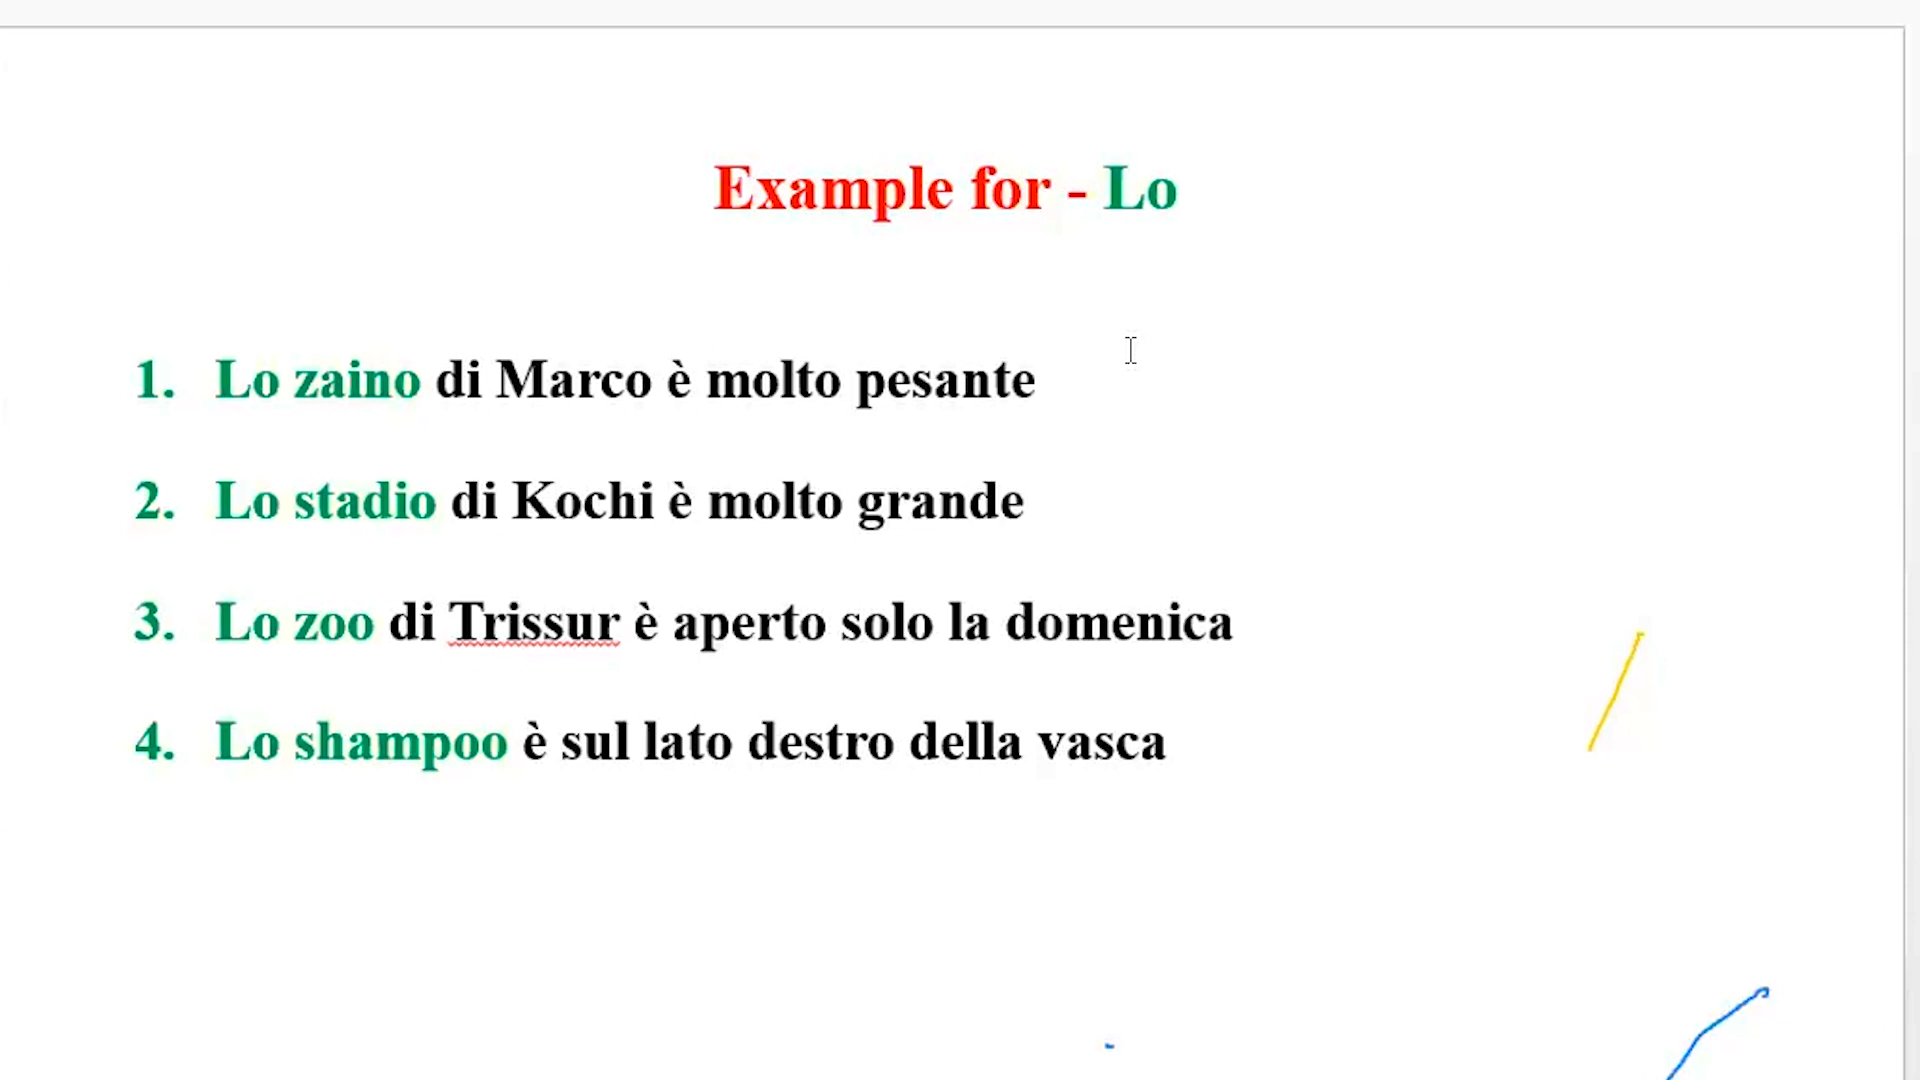 Example for - Lo
1. Lo zaino di Marco è molto pesante
2. Lo stadio di Kochi è molto grande
3. Lo zoo di Trissur è aperto solo la domenica
4. Lo shampoo è sul lato destro della vasca